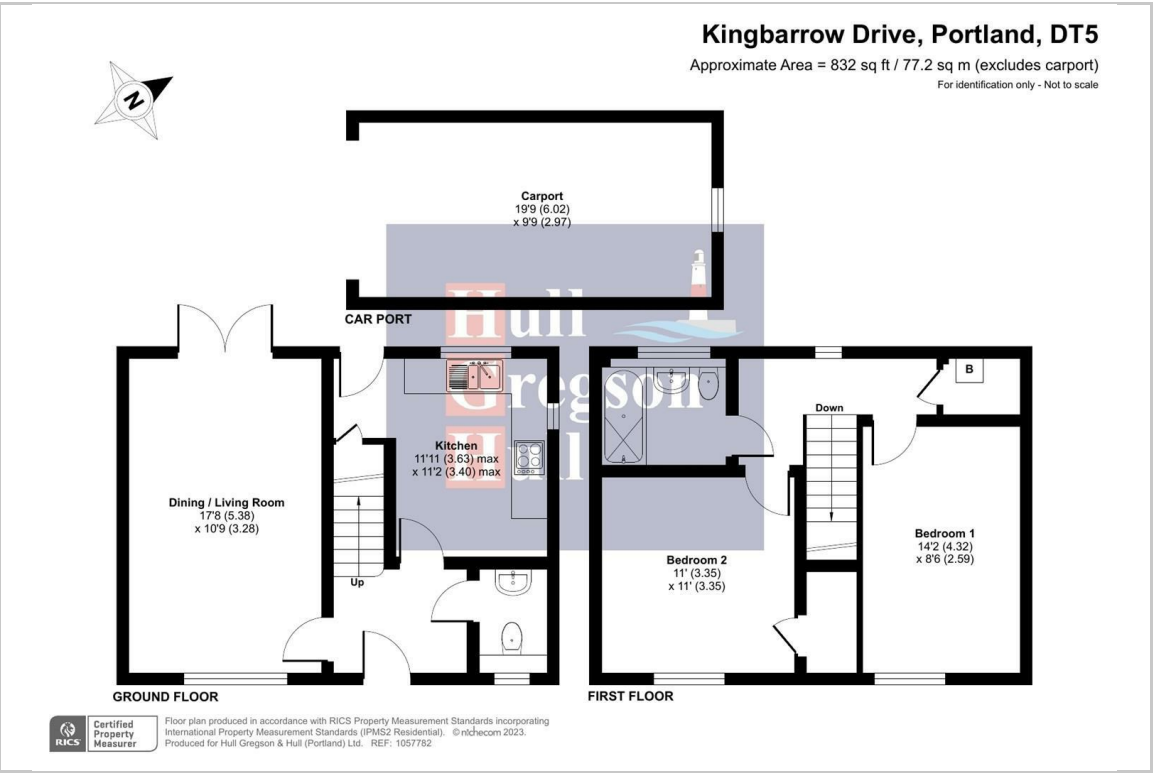 Kingbarrow Drive, Portland, DT5
Approximate Area = 832 sq ft / 77.2 sq m (excludes carport)
For identification only - Not to scale
N
Carport
19'9 (6.02)
x 9'9 (2.97)
CAR PORT
Hull
Gregson
Hull
Kitchen
11'11 (3.63) max
x 11'2 (3.40) max
Dining / Living Room
17'8 (5.38)
x 10'9 (3.28)
Up
GROUND FLOOR
B
Down
Bedroom 1
14'2 (4.32)
x 8'6 (2.59)
Bedroom 2
11' (3.35)
x 11' (3.35)
FIRST FLOOR
RICS
Certified
Property
Measurer
Floor plan produced in accordance with RICS Property Measurement Standards incorporating
International Property Measurement Standards (IPMS2 Residential). © ntchecom 2023.
Produced for Hull Gregson & Hull (Portland) Ltd. REF: 1057782